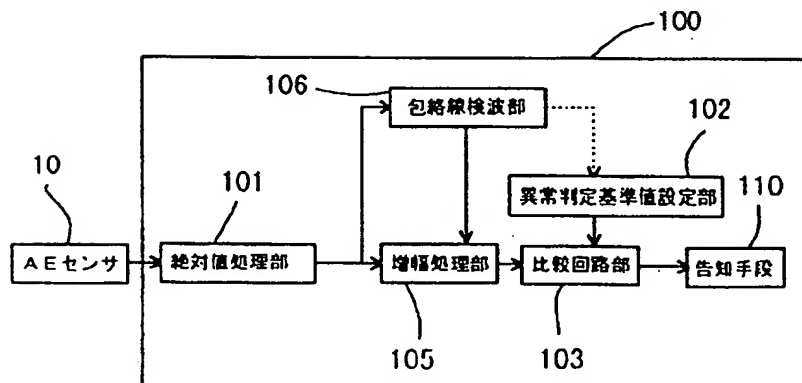 100
106
包絡線検波部
102
10
101
異常判定基準値設定部
110
AEセンサ
絶対値処理部
増幅処理部
比較回路部
告知手段
105
103